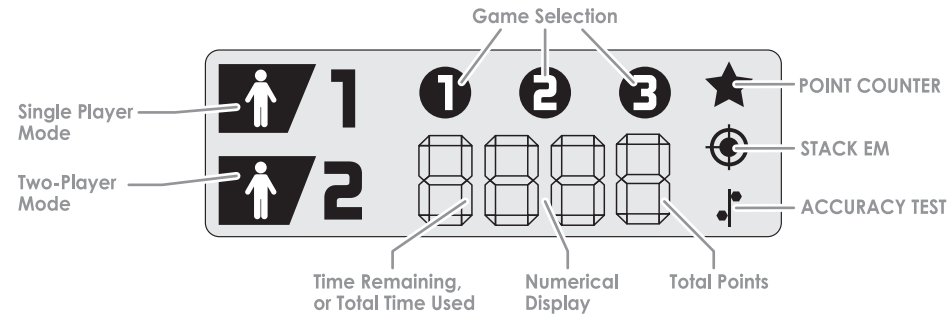 Game Selection
1
1 2 3
POINT COUNTER
Single Player
Mode
STACK EM
Two-Player
Mode
2
8888
ACCURACY TEST
Time Remaining,
or Total Time Used
Numerical
Display
Total Points